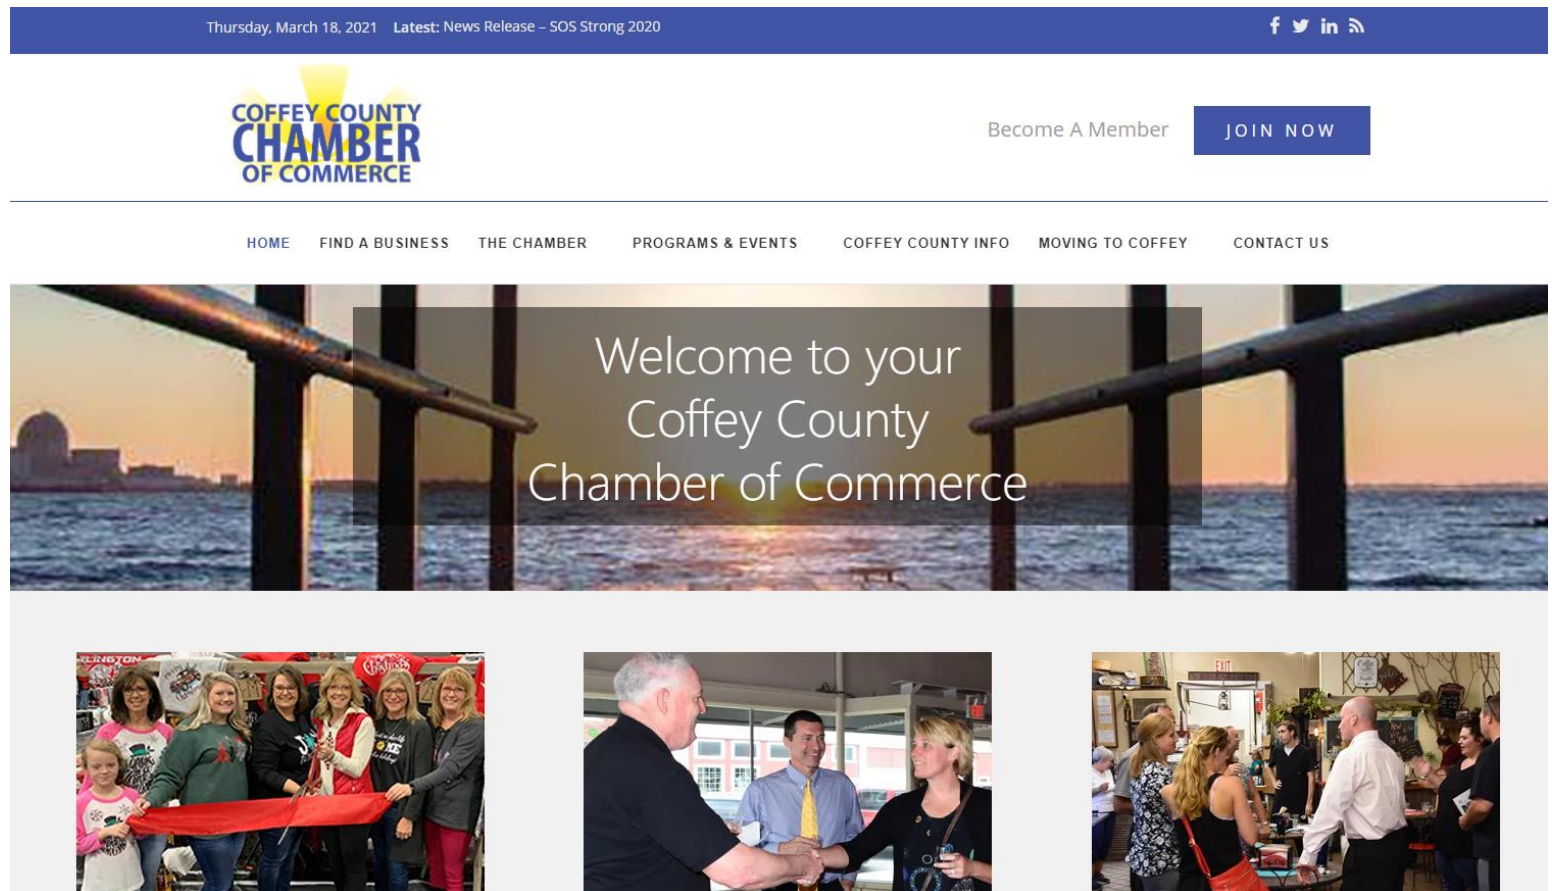 Thursday, March 18, 2021 Latest: News Release – SOS Strong 2020
COFFEY COUNTY
CHAMBER
OF COMMERCE
Become A Member JOIN NOW
HOME FIND A BUSINESS THE CHAMBER PROGRAMS & EVENTS COFFEY COUNTY INFO MOVING TO COFFEY CONTACT US
Welcome to your
Coffey County
Chamber of Commerce
EXIT